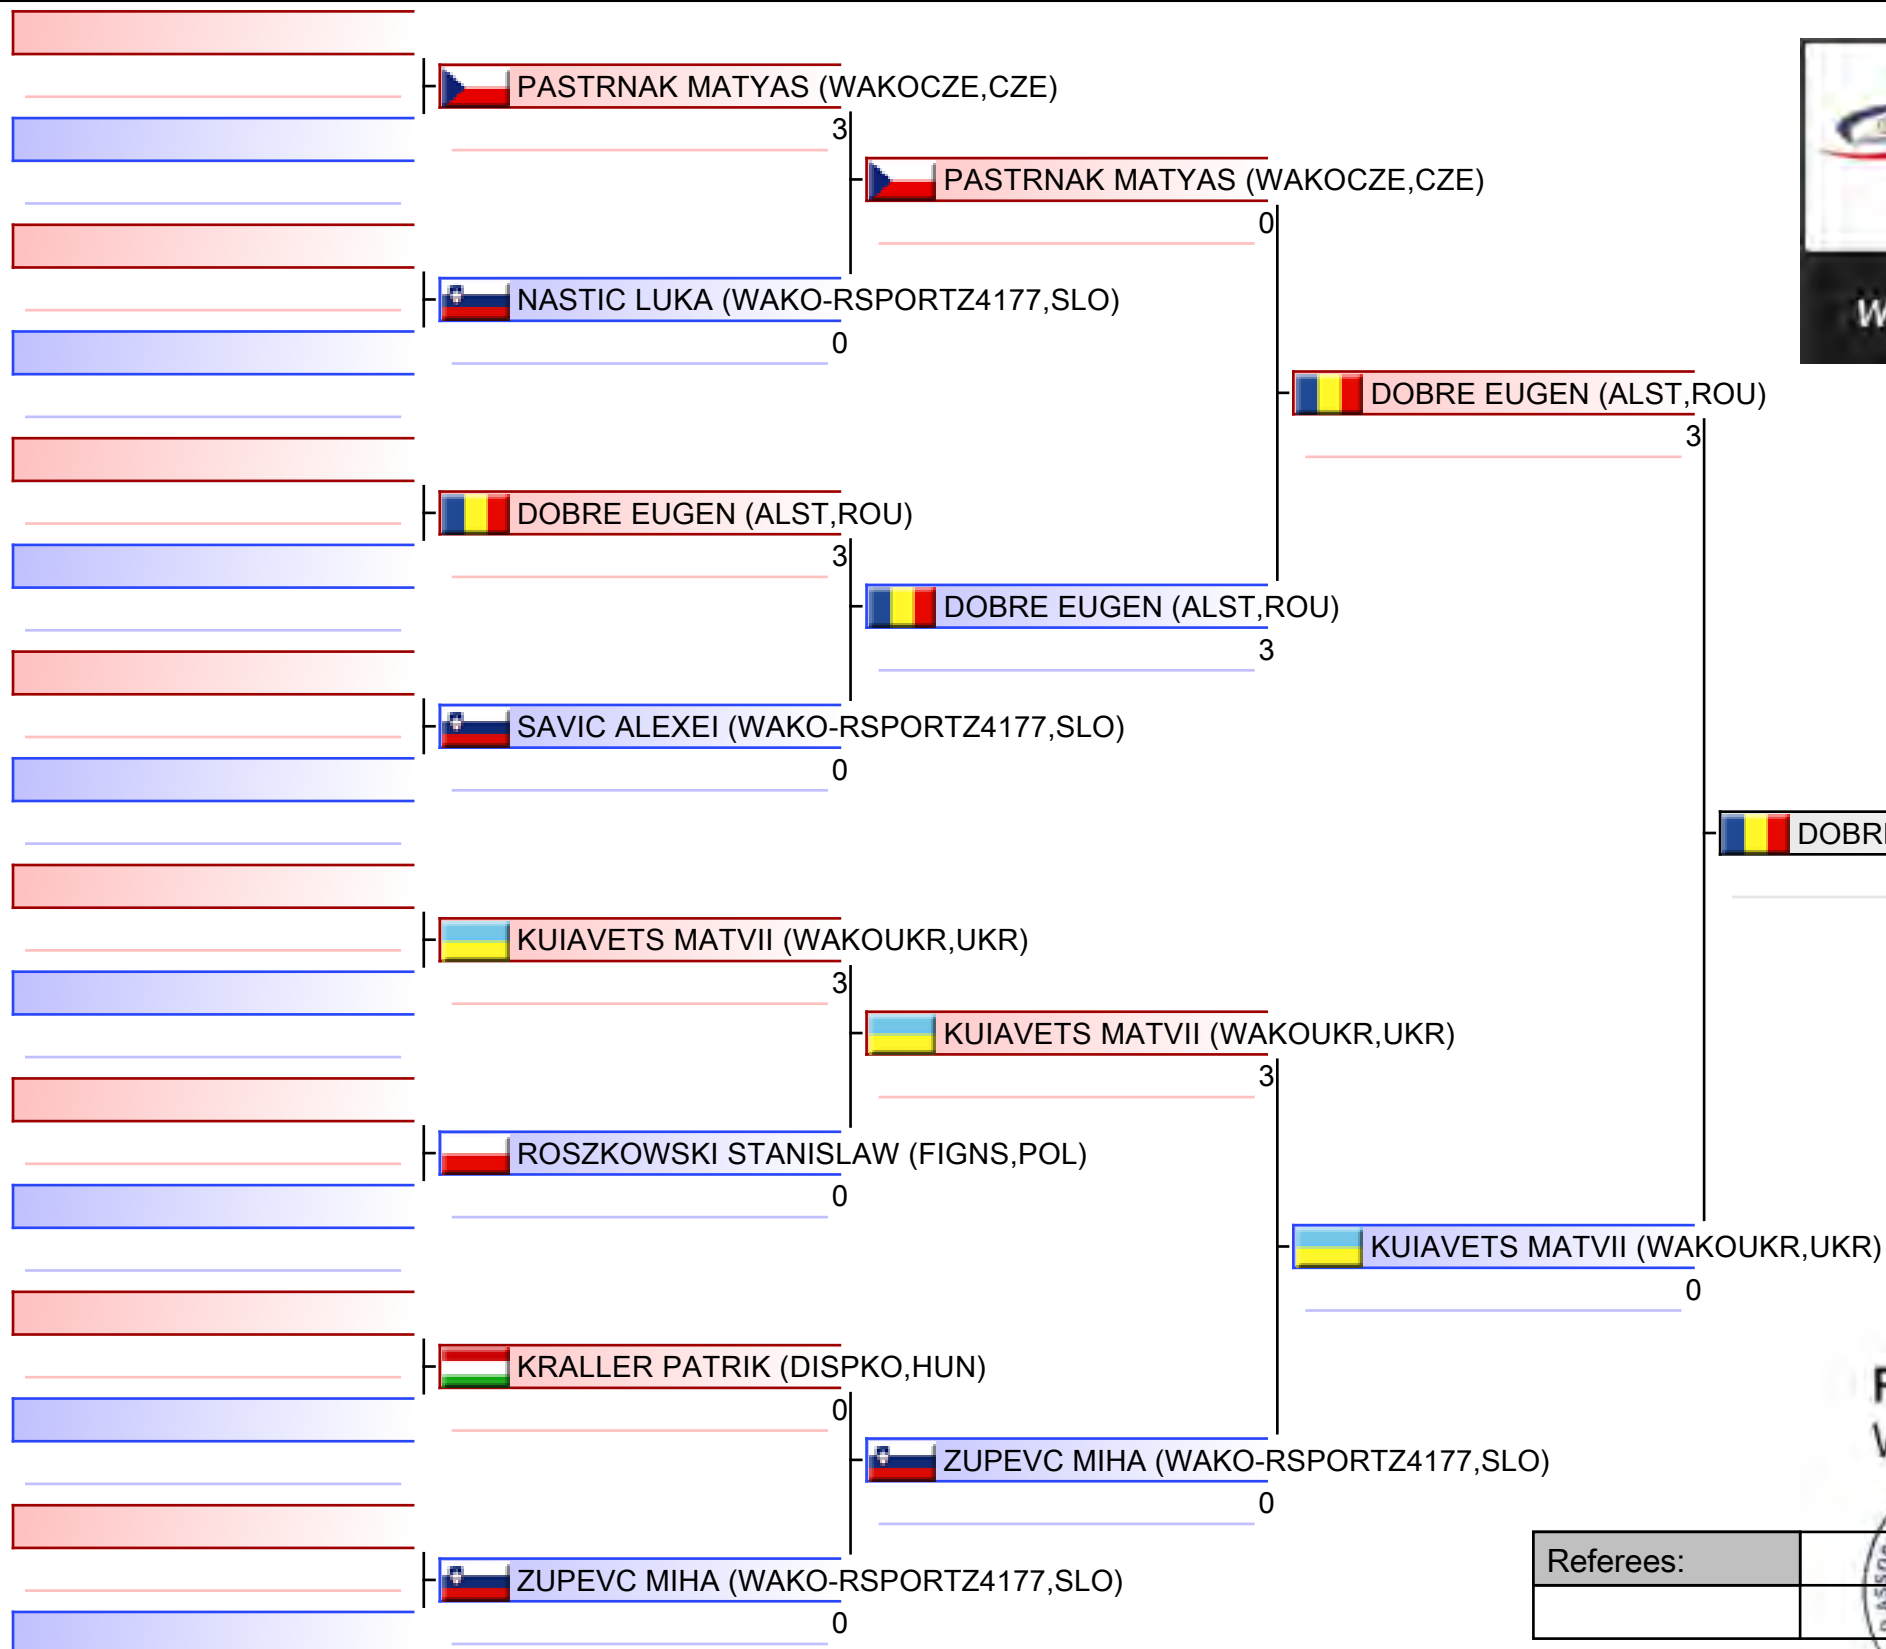 PASTRNAK MATYAS (WAKOCZE,CZE)
3
PASTRNAK MATYAS (WAKOCZE,CZE)
0
NASTIC LUKA (WAKO-RSPORTZ4177,SLO)
0
DOBRE EUGEN (ALST,ROU)
3
DOBRE EUGEN (ALST,ROU)
3
DOBRE EUGEN (ALST,ROU)
3
SAVIC ALEXEI (WAKO-RSPORTZ4177,SLO)
0
DOBR
KUIAVETS MATVII (WAKOUKR,UKR)
3
KUIAVETS MATVII (WAKOUKR,UKR)
3
ROSZKOWSKI STANISLAW (FIGNS,POL)
0
KUIAVETS MATVII (WAKOUKR,UKR)
0
KRALLER PATRIK (DISPKO,HUN)
0
ZUPEVC MIHA (WAKO-RSPORTZ4177,SLO)
0
Referees:
ZUPEVC MIHA (WAKO-RSPORTZ4177,SLO)
0